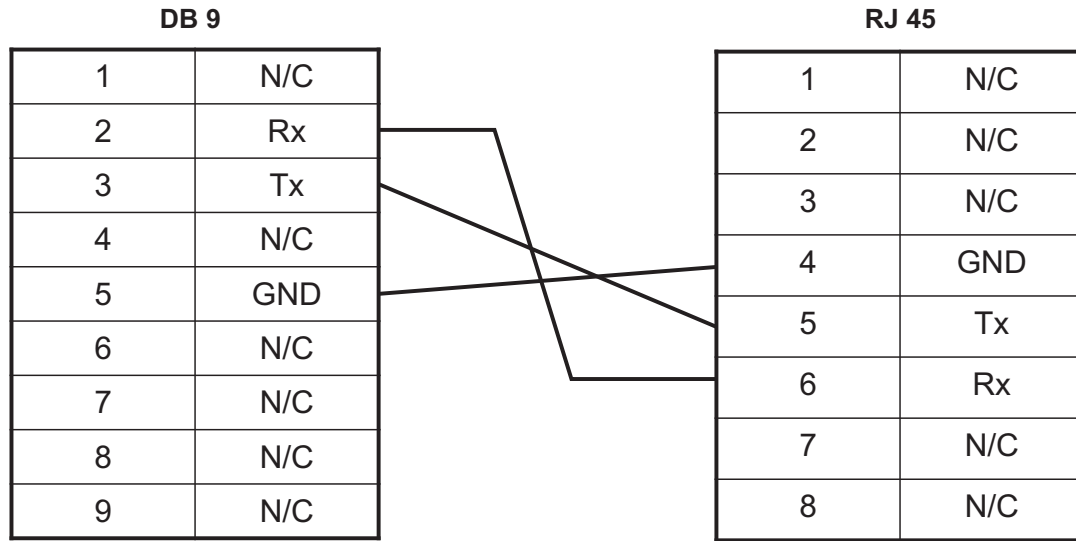 DB 9
1 N/C
2 Rx
3 Tx
4 N/C
5 GND
6 N/C
7 N/C
8 N/C
9 N/C
RJ 45
1 N/C
2 N/C
3 N/C
4 GND
5 Tx
6 Rx
7 N/C
8 N/C